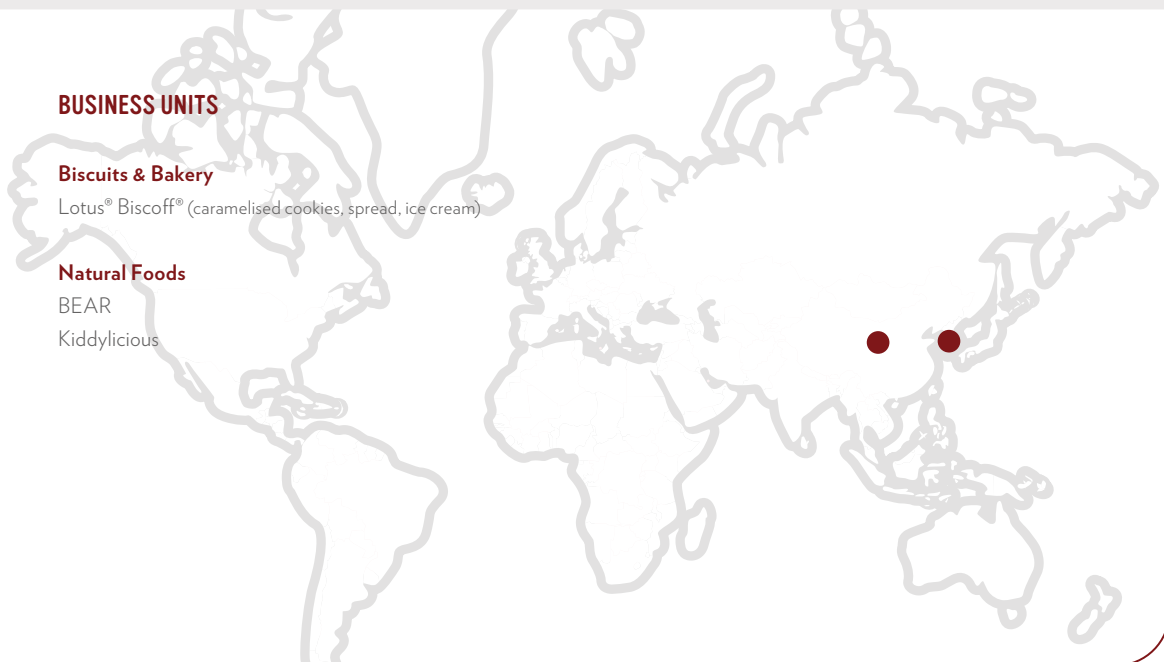 BUSINESS UNITS
Biscuits & Bakery
Lotus® Biscoff® (caramelised cookies, spread, ice cream)
Natural Foods
BEAR
Kiddylicious